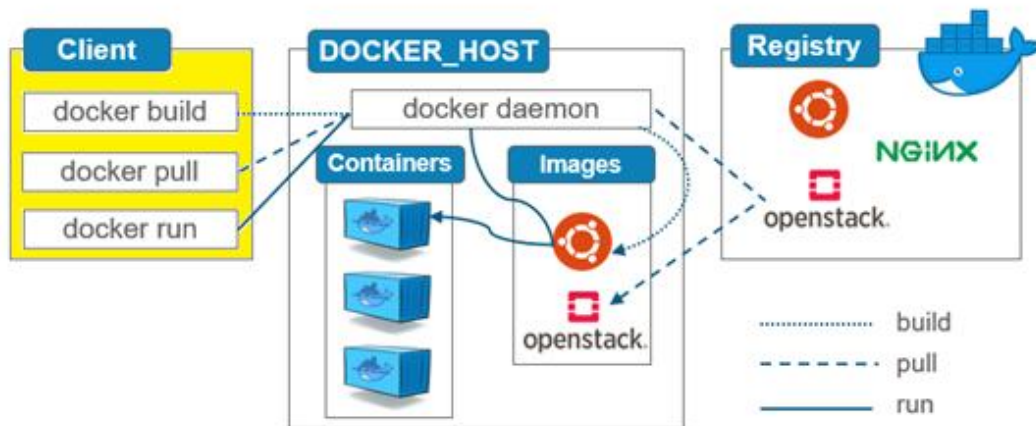 Client
docker build
docker pull
docker run
DOCKER_HOST
docker daemon
Containers
Images
openstack.
Registry
NGINX
openstack.
build
pull
run